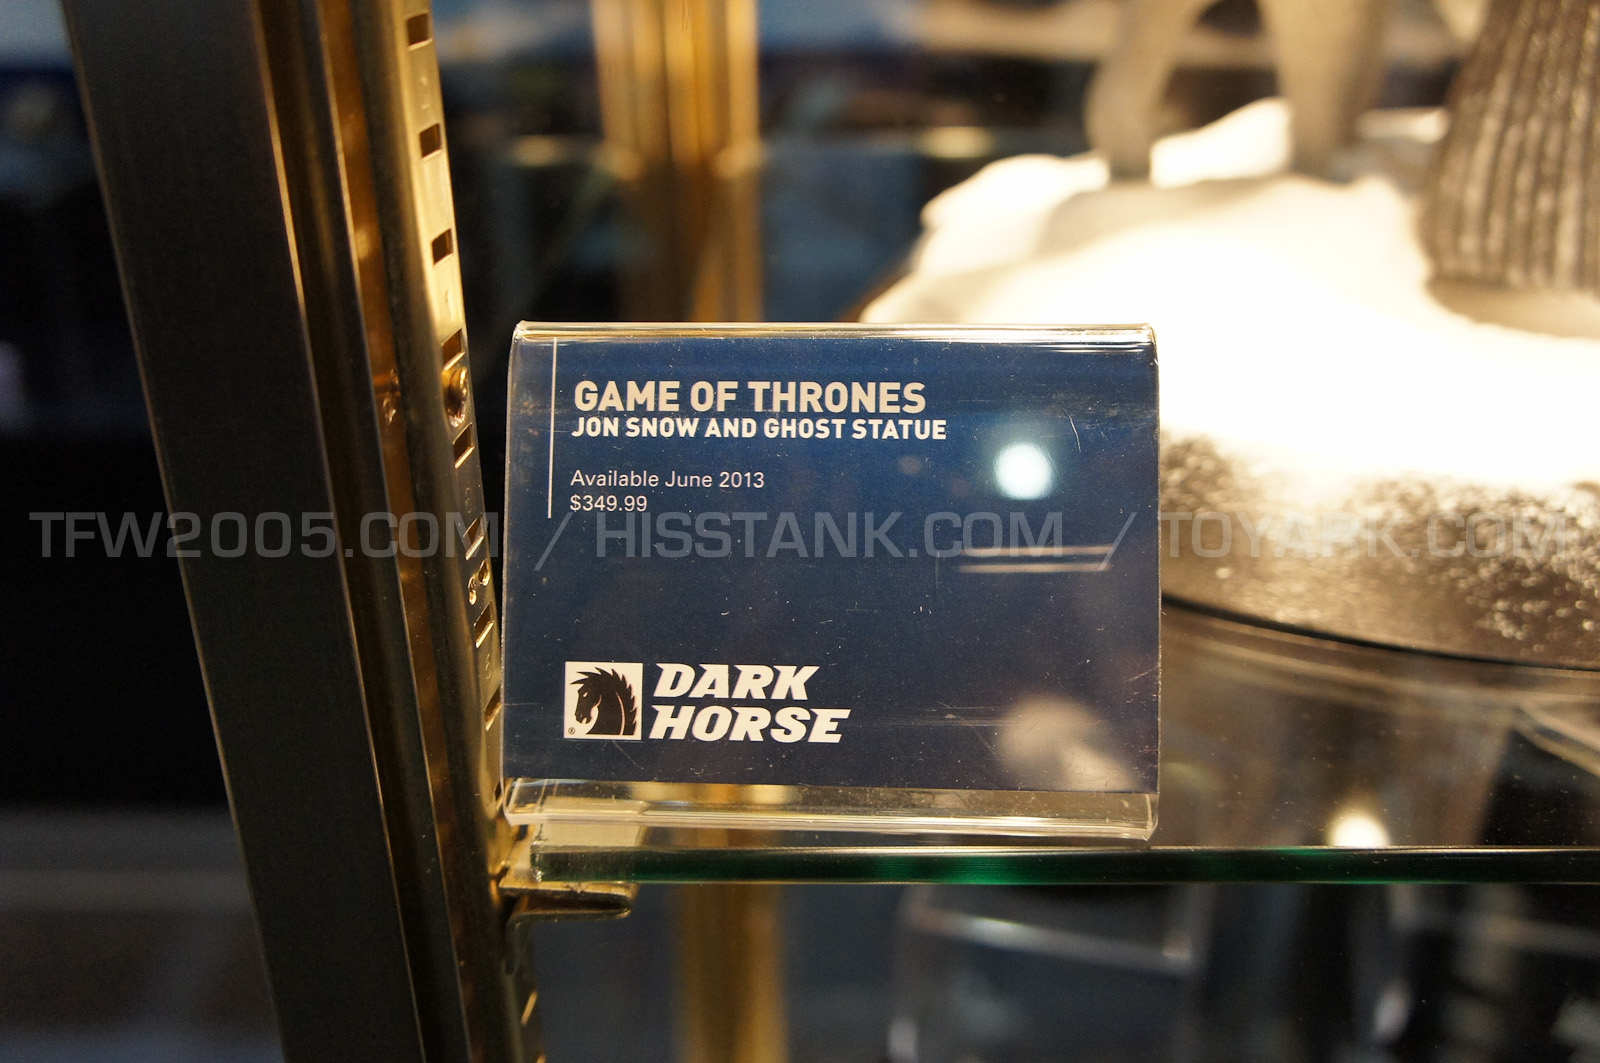 GAME OF THRONES
JON SNOW AND GHOST STATUE
Available June 2013
$349.99
TFW2005.COM / HISSTANK.COM / TOYARK.COM
DARK
HORSE
®